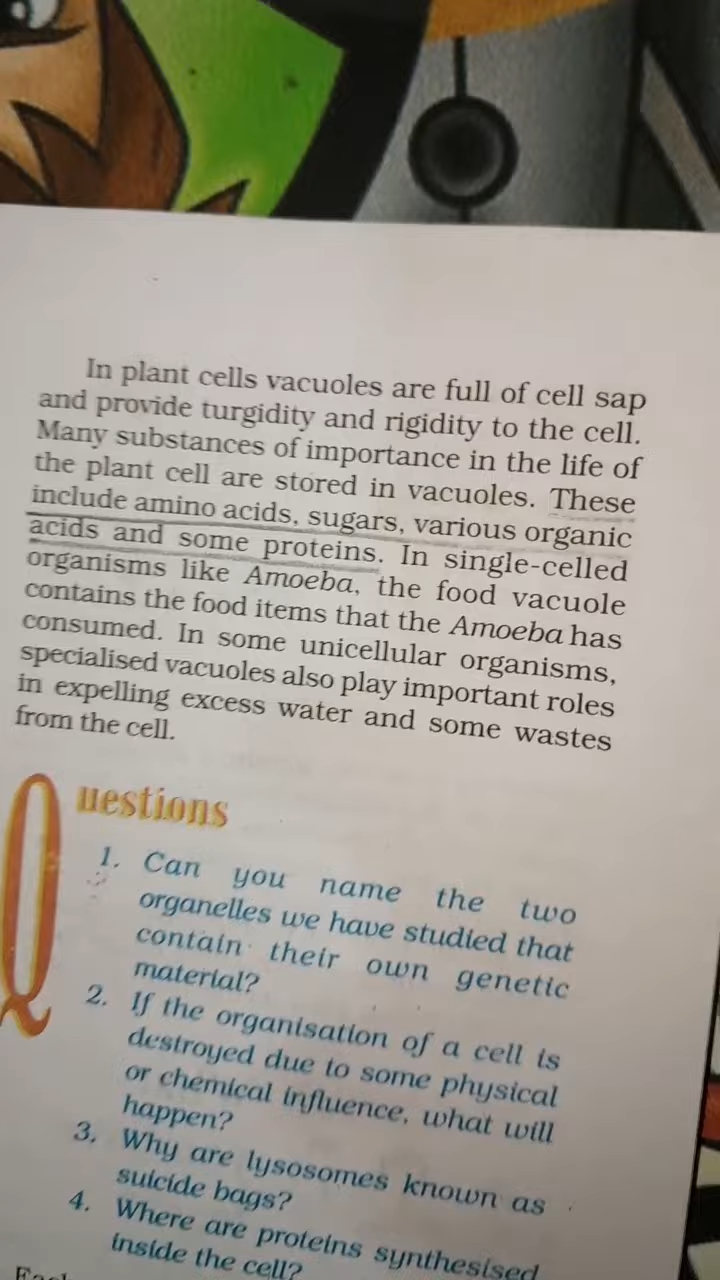 In plant cells vacuoles are full of cell sap
and provide turgidity and rigidity to the cell.
Many substances of importance in the life of
the plant cell are stored in vacuoles. These
include amino acids, sugars, various organic
acids and some proteins. In single-celled
organisms like Amoeba, the food vacuole
contains the food items that the Amoeba has
consumed. In some unicellular organisms,
specialised vacuoles also play important roles
in expelling excess water and some wastes
from the cell.
Questions
1. Can you name the two
organelles we have studied that
contain their own genetic
material?
2. If the organisation of a cell is
destroyed due to some physical
or chemical influence, what will
happen?
3. Why are lysosomes known as
suicide bags?
4. Where are proteins synthesised
inside the cell?